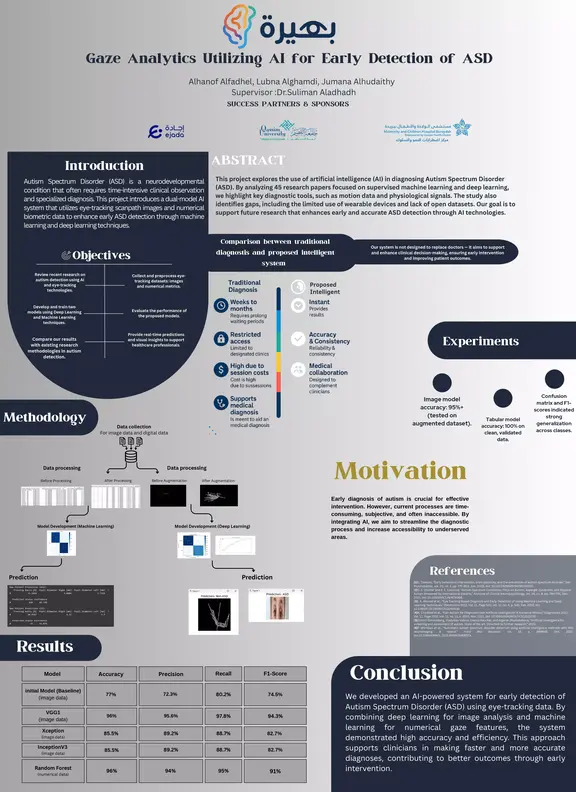 بصيرة
Gaze Analytics Utilizing AI for Early Detection of ASD
Alhanof Alfadhel, Lubna Alghamdi, Jumana Alhudaithy
Supervisor :Dr.Suliman Aladhadh
SUCCESS PARTNERS & SPONSORS
إجادة
ejada
Introduction
Autism Spectrum Disorder (ASD) is a neurodevelopmental
condition that often requires time-intensive clinical observation
and specialized diagnosis. This project introduces a dual-model AI
system that utilizes eye-tracking scanpath images and numerical
biometric data to enhance early ASD detection through machine
learning and deep learning techniques.
Objectives
Review recent research on
autism detection using AI
and eye-tracking
technologies.
Collect and preprocess eye-
tracking datasets: images
and numerical metrics.
Develop and train two
models using Deep Learning
and Machine Learning
techniques.
Evaluate the performance of
the proposed models.
Compare our results
with existing research
methodologies in autism
detection.
Provide real-time predictions
and visual insights to support
healthcare professionals
ABSTRACT
This project explores the use of artificial intelligence (AI) in diagnosing Autism Spectrum Disorder
(ASD). By analyzing 45 research papers focused on supervised machine learning and deep learning,
we highlight key diagnostic tools, such as motion data and physiological signals. The study also
identifies gaps, including the limited use of wearable devices and lack of open datasets. Our goal is to
support future research that enhances early and accurate ASD detection through AI technologies.
Comparison between traditional
diagnosis and proposed intelligent
system
Our system is not designed to replace doctors — it aims to support
and enhance clinical decision-making, ensuring early intervention
and improving patient outcomes.
Traditional
Diagnosis
Proposed
Intelligent
Weeks to
months
Requires prolong
waiting periods
Instant
Provides
results
Restricted
access
Limited to
designated clinics
Accuracy
& Consistency
Reliability &
consistency
High due to
session costs
Cost is high
due to sussessions
Medical
collaboration
Designed to
complement
clinicians
Supports
medical
diagnosis
Is meant to aid an
medical diagnosis
Experiments
Image model
accuracy: 95%+
(tested on
augmented dataset).
Tabular model
accuracy: 100% on
clean, validated
data.
Confusion
matrix and F1-
scores indicated
strong
generalization
across classes.
Methodology
Data collection
For image data and digital data
Data processing
Data processing
Before Processing
After Processing
Before Augmentation
After Augmentation
Model Development (Machine Learning)
Model Development (Deep Learning)
Prediction
Prediction
Motivation
Early diagnosis of autism is crucial for effective
intervention. However, current processes are time-
consuming, subjective, and often inaccessible. By
integrating AI, we aim to streamline the diagnostic
process and increase accessibility to underserved
areas.
References
Results
Model Accuracy Precision Recall F1-Score
initial Model (Baseline)
(image data)
77% 72.3% 80.2% 74.5%
VGG1
(image data)
96% 95.6% 97.8% 94.3%
Xception
(image data)
85.5% 89.2% 88.7% 82.7%
InceptionV3
(image data)
85.5% 89.2% 88.7% 82.7%
Random Forest
(numerical data)
96% 94% 95% 91%
Conclusion
We developed an AI-powered system for early detection of
Autism Spectrum Disorder (ASD) using eye-tracking data. By
combining deep learning for image analysis and machine
learning for numerical gaze features, the system
demonstrated high accuracy and efficiency. This approach
supports clinicians in making faster and more accurate
diagnoses, contributing to better outcomes through early
intervention.